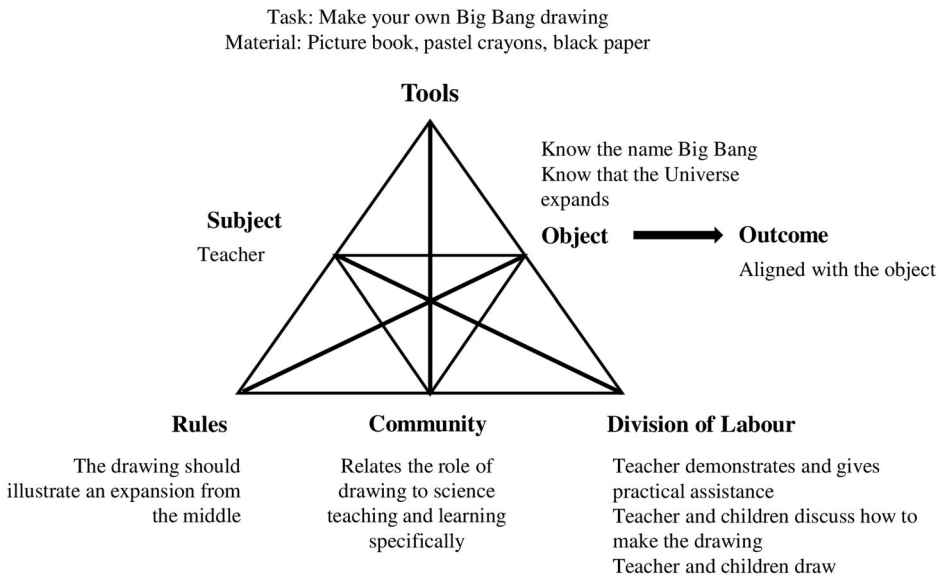 Task: Make your own Big Bang drawing
Material: Picture book, pastel crayons, black paper
Tools
Know the name Big Bang
Know that the Universe
expands
Subject
Teacher
Object
Outcome
Aligned with the object
Rules
The drawing should
illustrate an expansion from
the middle
Community
Relates the role of
drawing to science
teaching and learning
specifically
Division of Labour
Teacher demonstrates and gives
practical assistance
Teacher and children discuss how to
make the drawing
Teacher and children draw